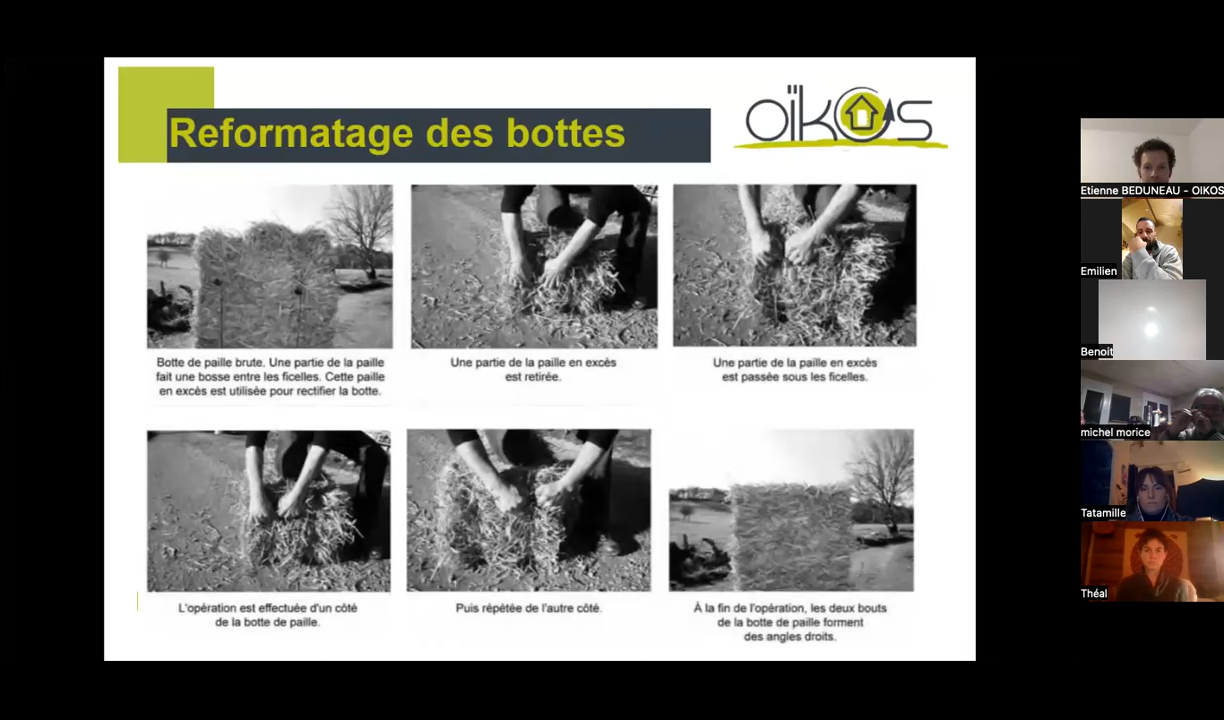 Reformatage des bottes
oïkos
Botte de paille brute. Une partie de la paille
fait une bosse entre les ficelles. Cette paille
en excès est utilisée pour rectifier la botte.
Une partie de la paille en excès
est retirée.
Une partie de la paille en excès
est passée sous les ficelles.
L'opération est effectuée d'un côté
de la botte de paille.
Puis répétée de l'autre côté.
À la fin de l'opération, les deux bouts
de la botte de paille forment
des angles droits.
Etienne BEDUNEAU - OIKOS
Emilien
Benoit
michel morice
Tatamille
Théal